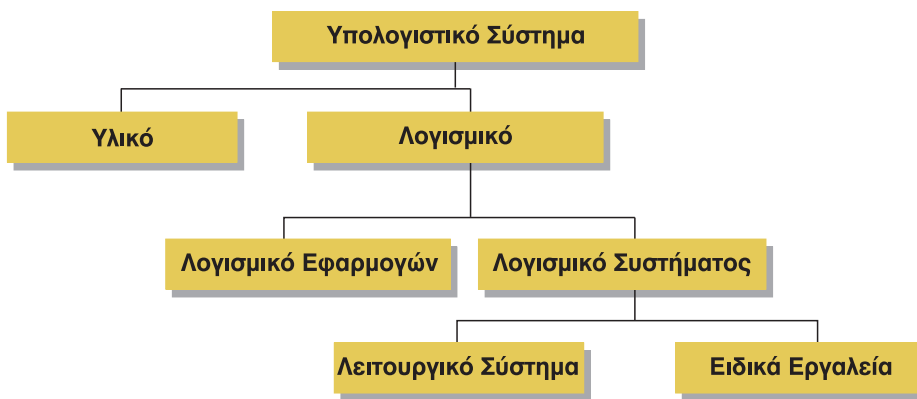 Υπολογιστικό Σύστημα
Υλικό
Λογισμικό
Λογισμικό Εφαρμογών
Λογισμικό Συστήματος
Λειτουργικό Σύστημα
Ειδικά Εργαλεία